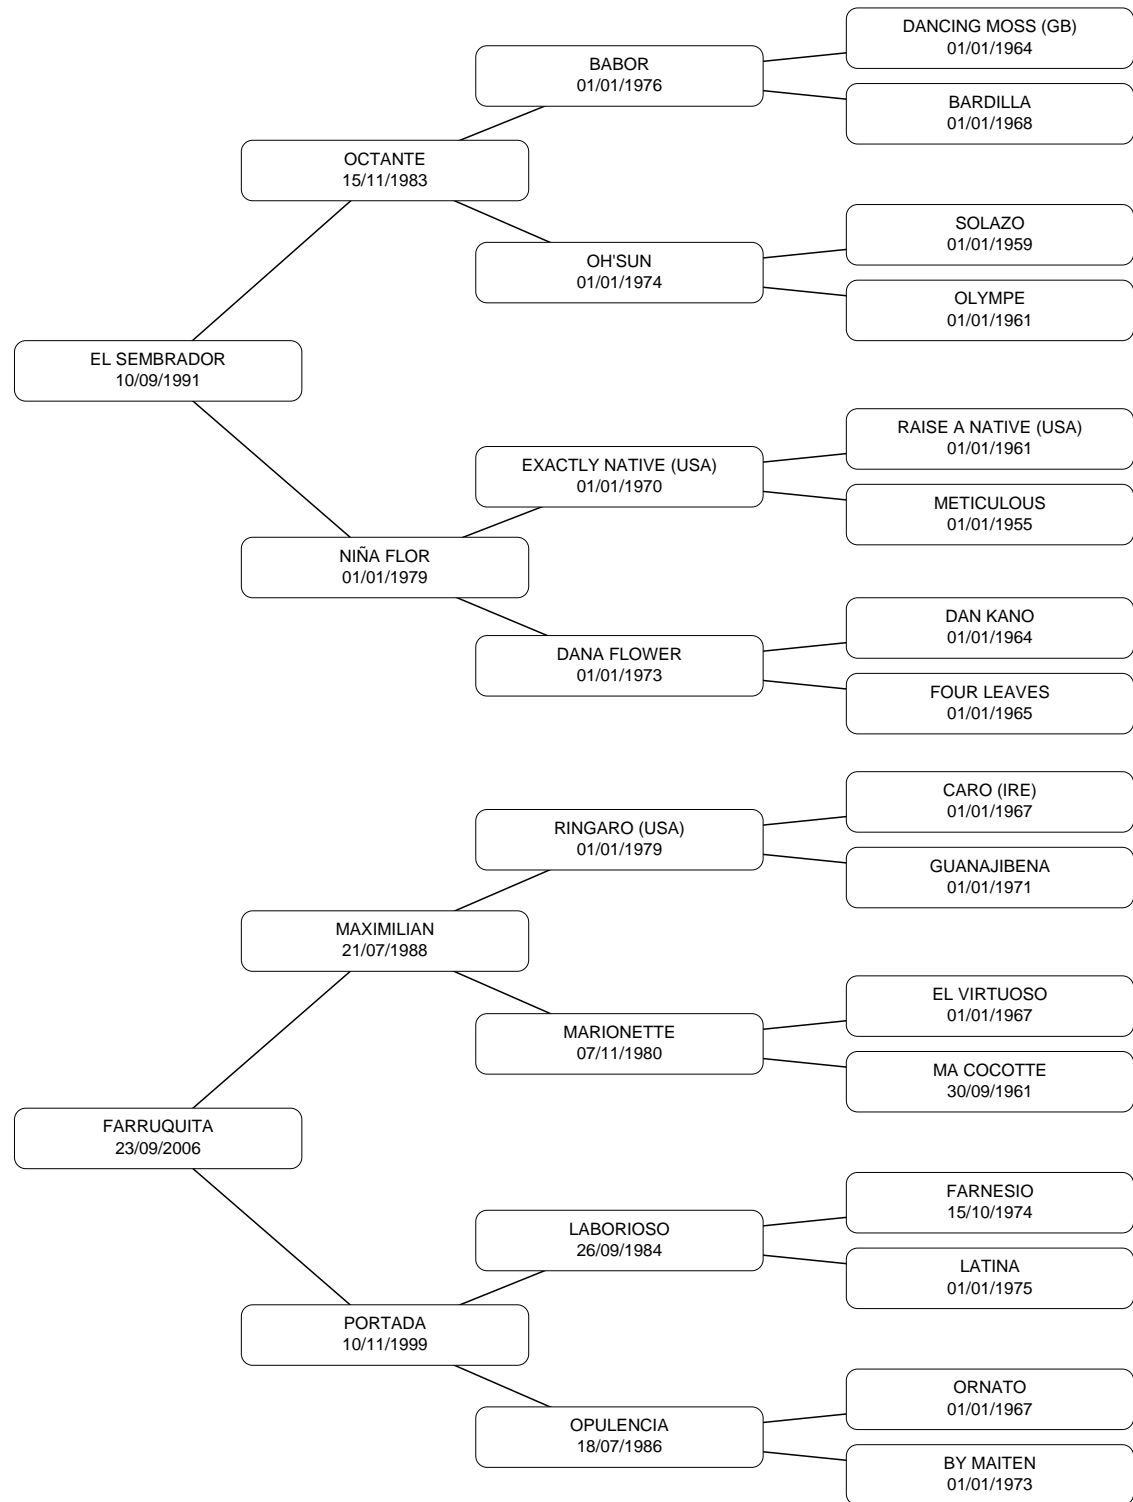 DANCING MOSS (GB)
01/01/1964
BABOR
01/01/1976
BARDILLA
01/01/1968
OCTANTE
15/11/1983
SOLAZO
01/01/1959
OH'SUN
01/01/1974
OLYMPE
01/01/1961
EL SEMBRADOR
10/09/1991
RAISE A NATIVE (USA)
01/01/1961
EXACTLY NATIVE (USA)
01/01/1970
METICULOUS
01/01/1955
NIÑA FLOR
01/01/1979
DAN KANO
01/01/1964
DANA FLOWER
01/01/1973
FOUR LEAVES
01/01/1965
CARO (IRE)
01/01/1967
RINGARO (USA)
01/01/1979
GUANAJIBENA
01/01/1971
MAXIMILIAN
21/07/1988
EL VIRTUOSO
01/01/1967
MARIONETTE
07/11/1980
MA COCOTTE
30/09/1961
FARRUQUITA
23/09/2006
FARNESIO
15/10/1974
LABORIOSO
26/09/1984
LATINA
01/01/1975
PORTADA
10/11/1999
ORNATO
01/01/1967
OPULENCIA
18/07/1986
BY MAITEN
01/01/1973